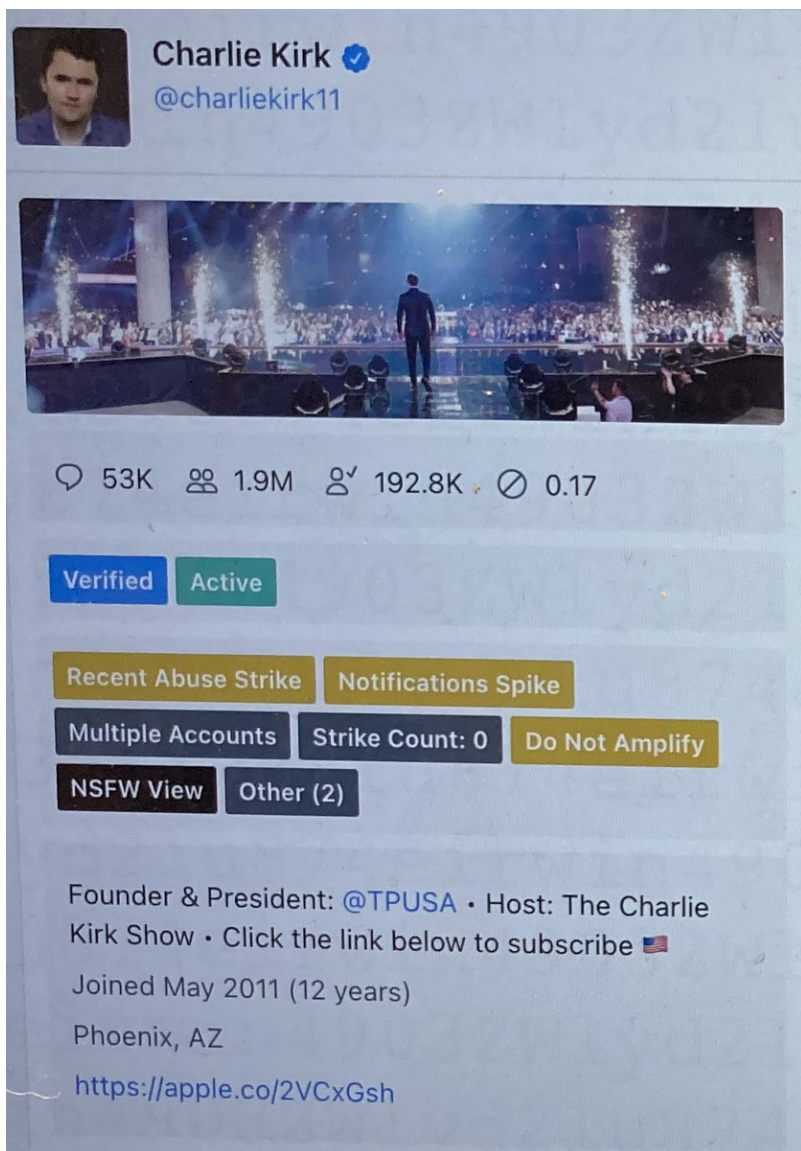 Charlie Kirk
@charliekirk11
53K 1.9M 192.8K 0.17
Verified Active
Recent Abuse Strike Notifications Spike
Multiple Accounts Strike Count: 0 Do Not Amplify
NSFW View Other (2)
Founder & President: @TPUSA • Host: The Charlie
Kirk Show • Click the link below to subscribe 🇺🇸
Joined May 2011 (12 years)
Phoenix, AZ
https://apple.co/2VCxGsh